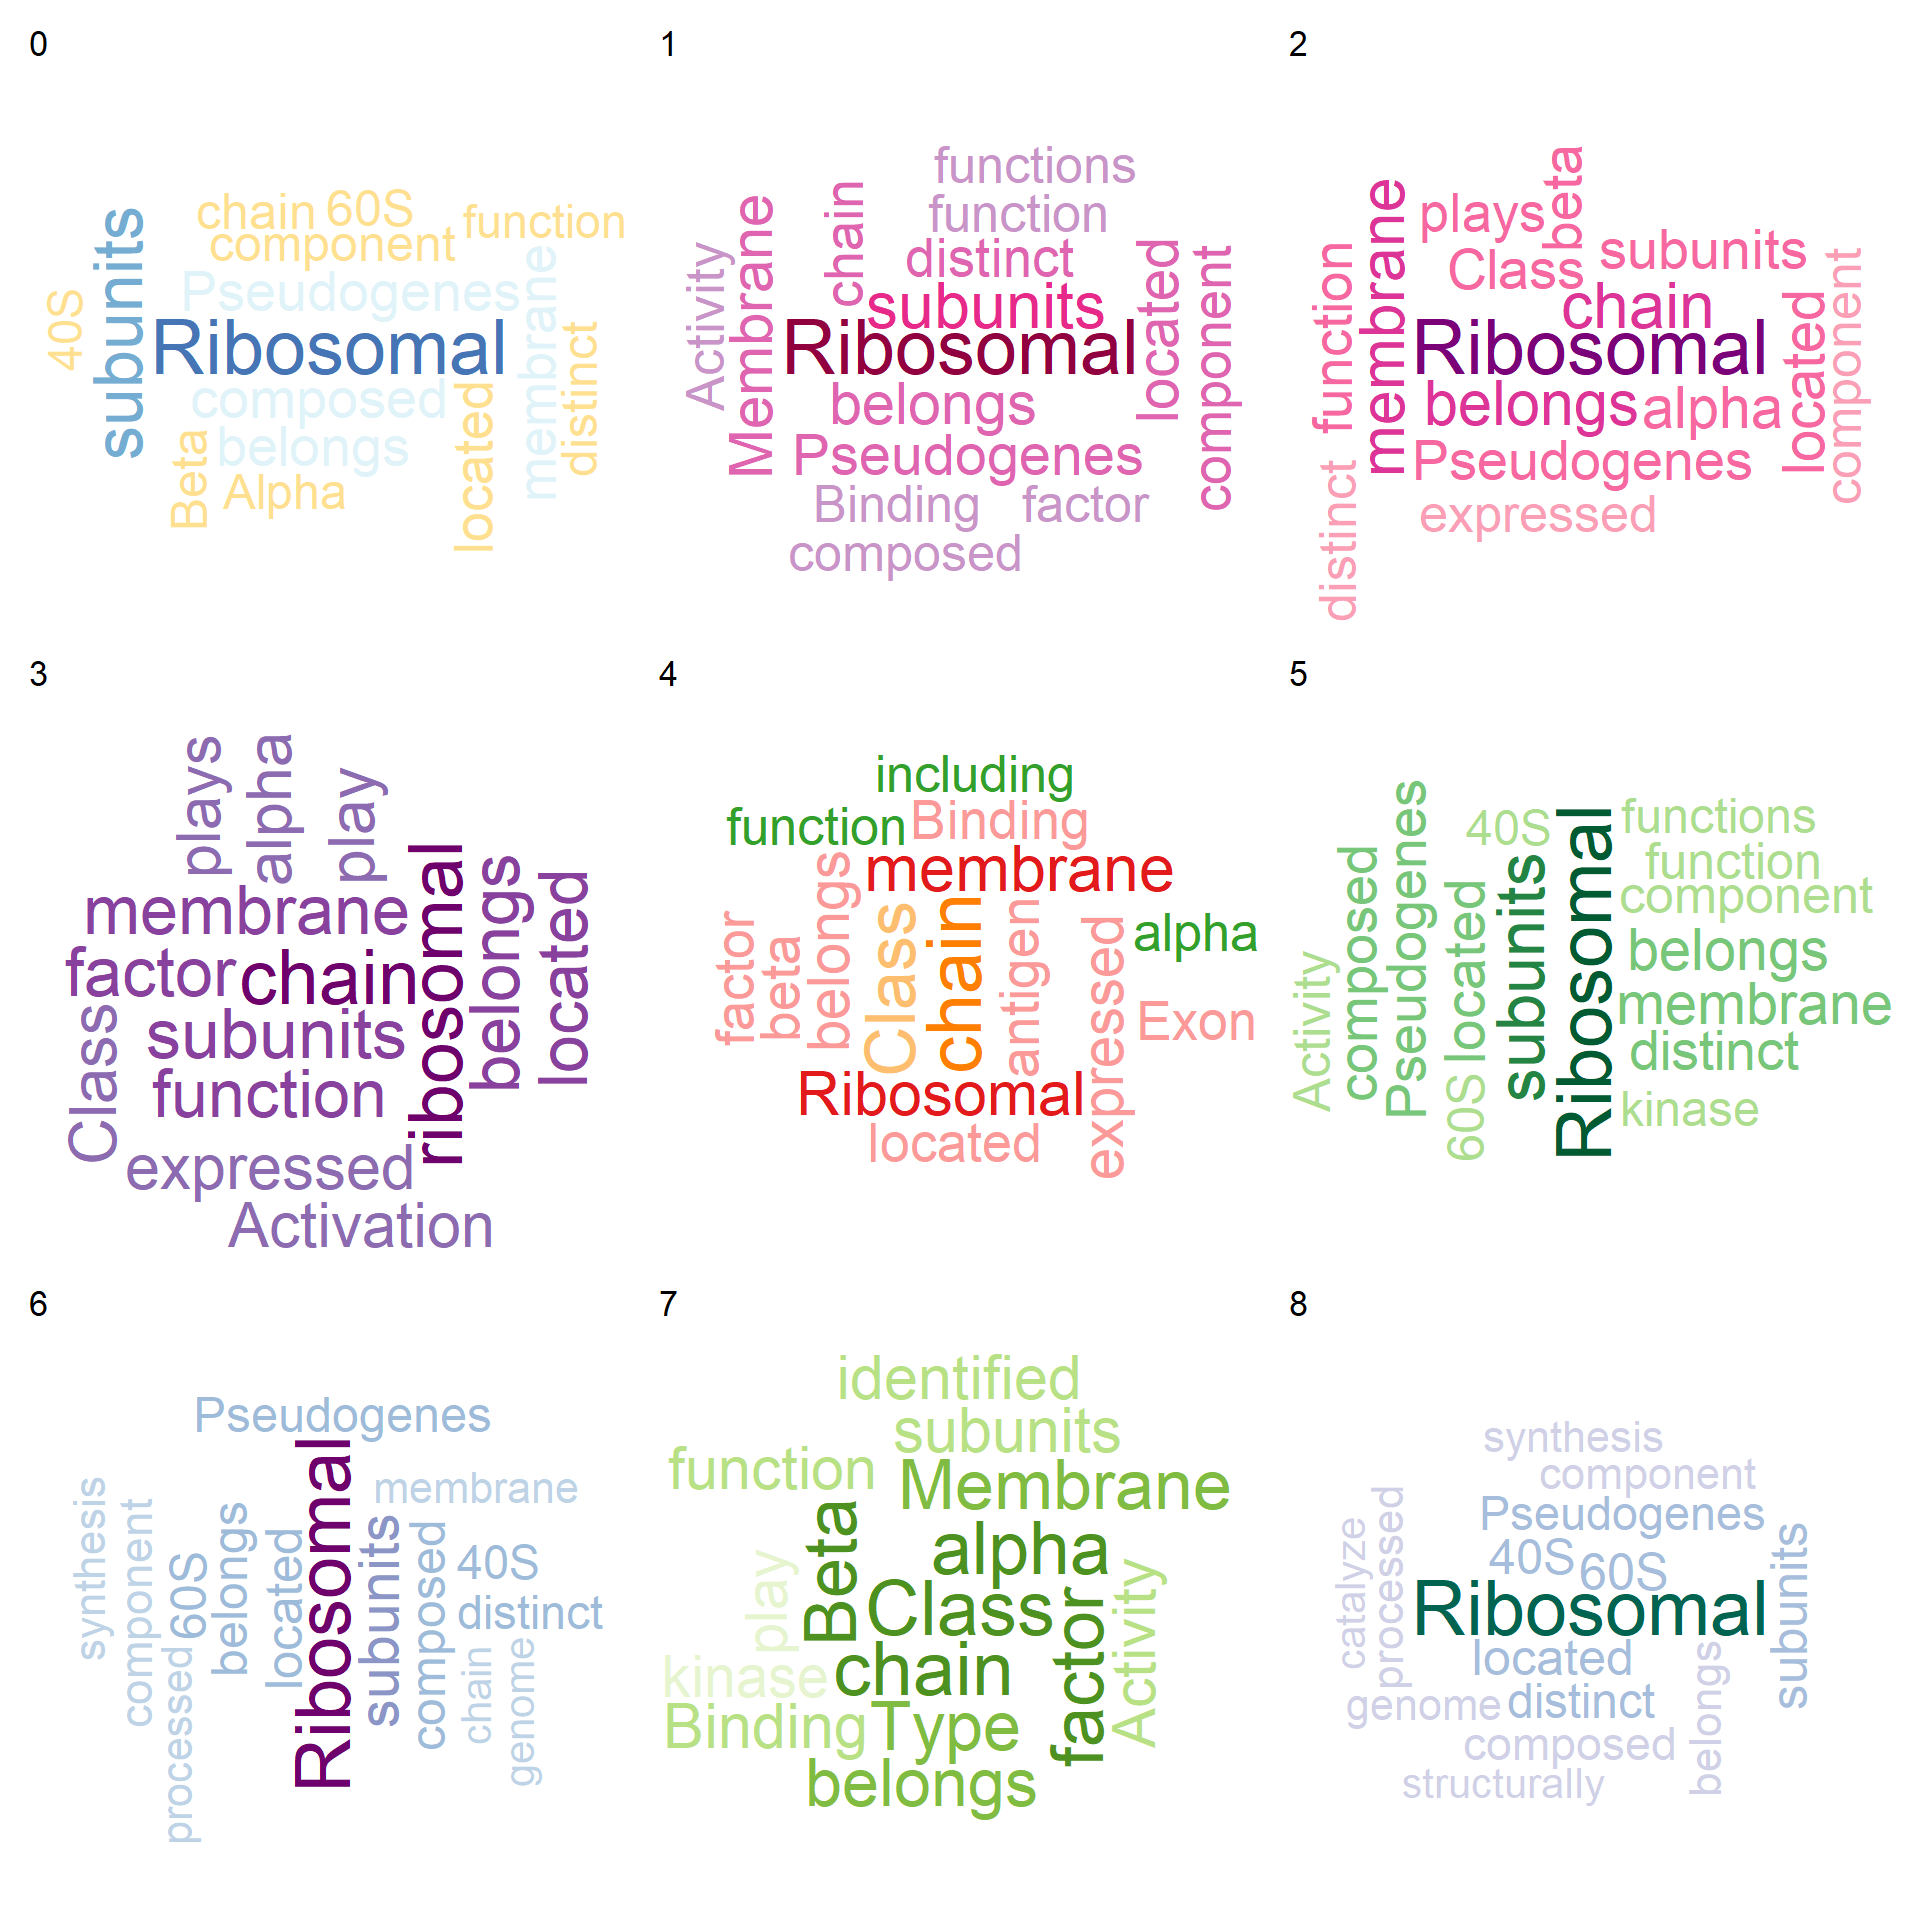 0
chain 60S
function
component
subunits
Pseudogenes
membrane
40S
Ribosomal
distinct
composed
located
belongs
Beta
Alpha
1
functions
chain
function
Membrane
Activity
distinct
located
component
subunits
Ribosomal
belongs
Pseudogenes
Binding
factor
composed
2
beta
membrane
plays
function
subunits
Class
component
chain
located
Ribosomal
belongs
alpha
Pseudogenes
distinct
expressed
3
plays
alpha
play
ribosomal
belongs
located
membrane
factor
chain
Class
subunits
function
expressed
Activation
4
including
function
Binding
membrane
belongs
factor
beta
Class
chain
antigen
expressed
alpha
Exon
Ribosomal
located
5
Pseudogenes
40S
Ribosomal
functions
composed
subunits
function
located
component
belongs
Activity
membrane
distinct
60S
kinase
6
Pseudogenes
Ribosomal
membrane
synthesis
component
belongs
located
subunits
composed
60S
40S
distinct
processed
chain
genome
7
identified
subunits
function
Membrane
Beta
alpha
play
Class
factor
Activity
kinase
chain
Binding
Type
belongs
8
synthesis
component
processed
Pseudogenes
catalyze
40S
60S
subunits
Ribosomal
located
belongs
genome
distinct
composed
structurally